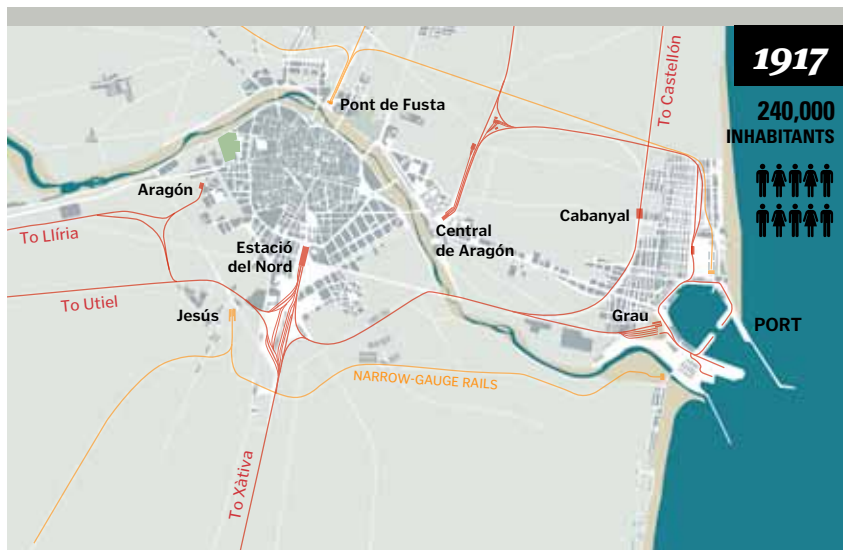 1917
240,000
INHABITANTS
To Castellón
Pont de Fusta
Aragón
Central
de Aragón
Cabanyal
To Llíria
Estació
del Nord
To Utiel
Jesús
Grau
PORT
NARROW-GAUGE RAILS
To Xàtiva